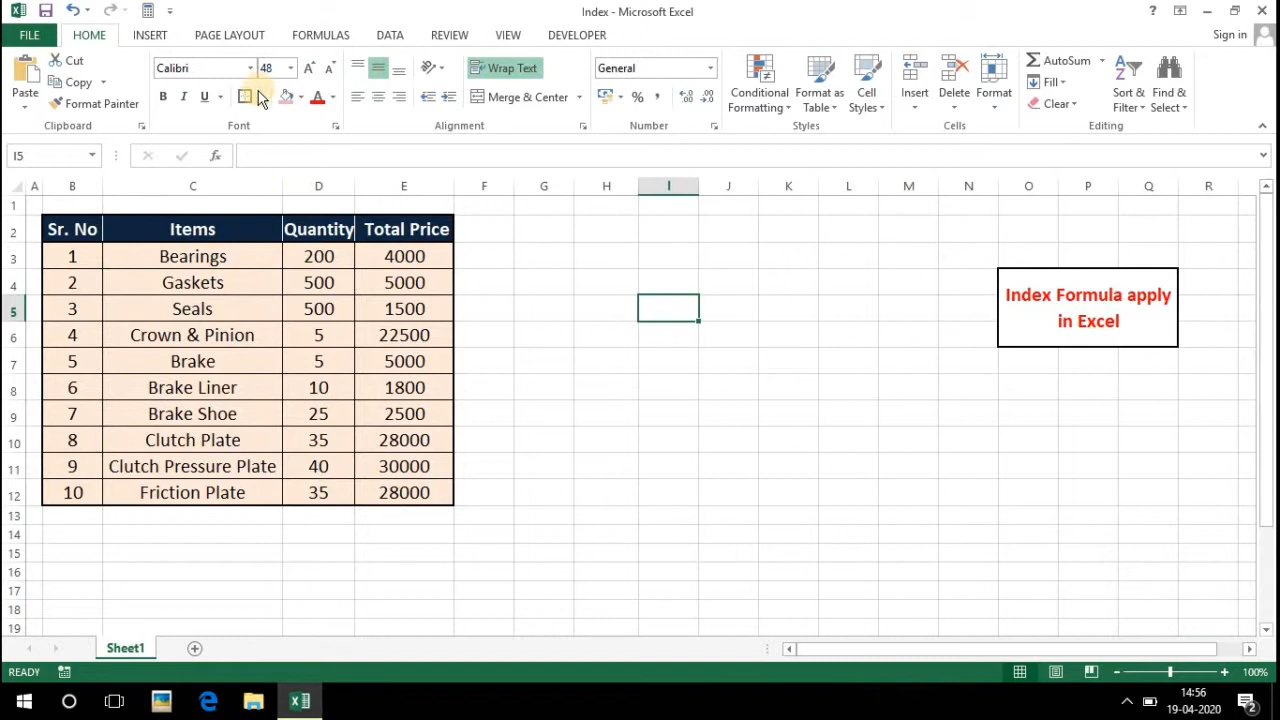 Index - Microsoft Excel
?
FILE HOME INSERT PAGE LAYOUT FORMULAS DATA REVIEW VIEW DEVELOPER Sign in
Paste
Cut
Copy
Format Painter
Clipboard
Calibri 48
B I U
Font
Wrap Text
Merge & Center
Alignment
General
%
Number
Conditional Formatting
Format as Table
Cell Styles
Styles
Insert Delete Format
Cells
AutoSum
Fill
Clear
Sort & Filter
Find & Select
Editing
I5 fx
A B C D E F G H I J K L M N O P Q R
1
2 Sr. No Items Quantity Total Price
3 1 Bearings 200 4000
4 2 Gaskets 500 5000
5 3 Seals 500 1500
6 4 Crown & Pinion 5 22500
7 5 Brake 5 5000
8 6 Brake Liner 10 1800
9 7 Brake Shoe 25 2500
10 8 Clutch Plate 35 28000
11 9 Clutch Pressure Plate 40 30000
12 10 Friction Plate 35 28000
13
14
15
16
17
18
19
Index Formula apply
in Excel
Sheet1
READY 100%
14:56
19-04-2020
2